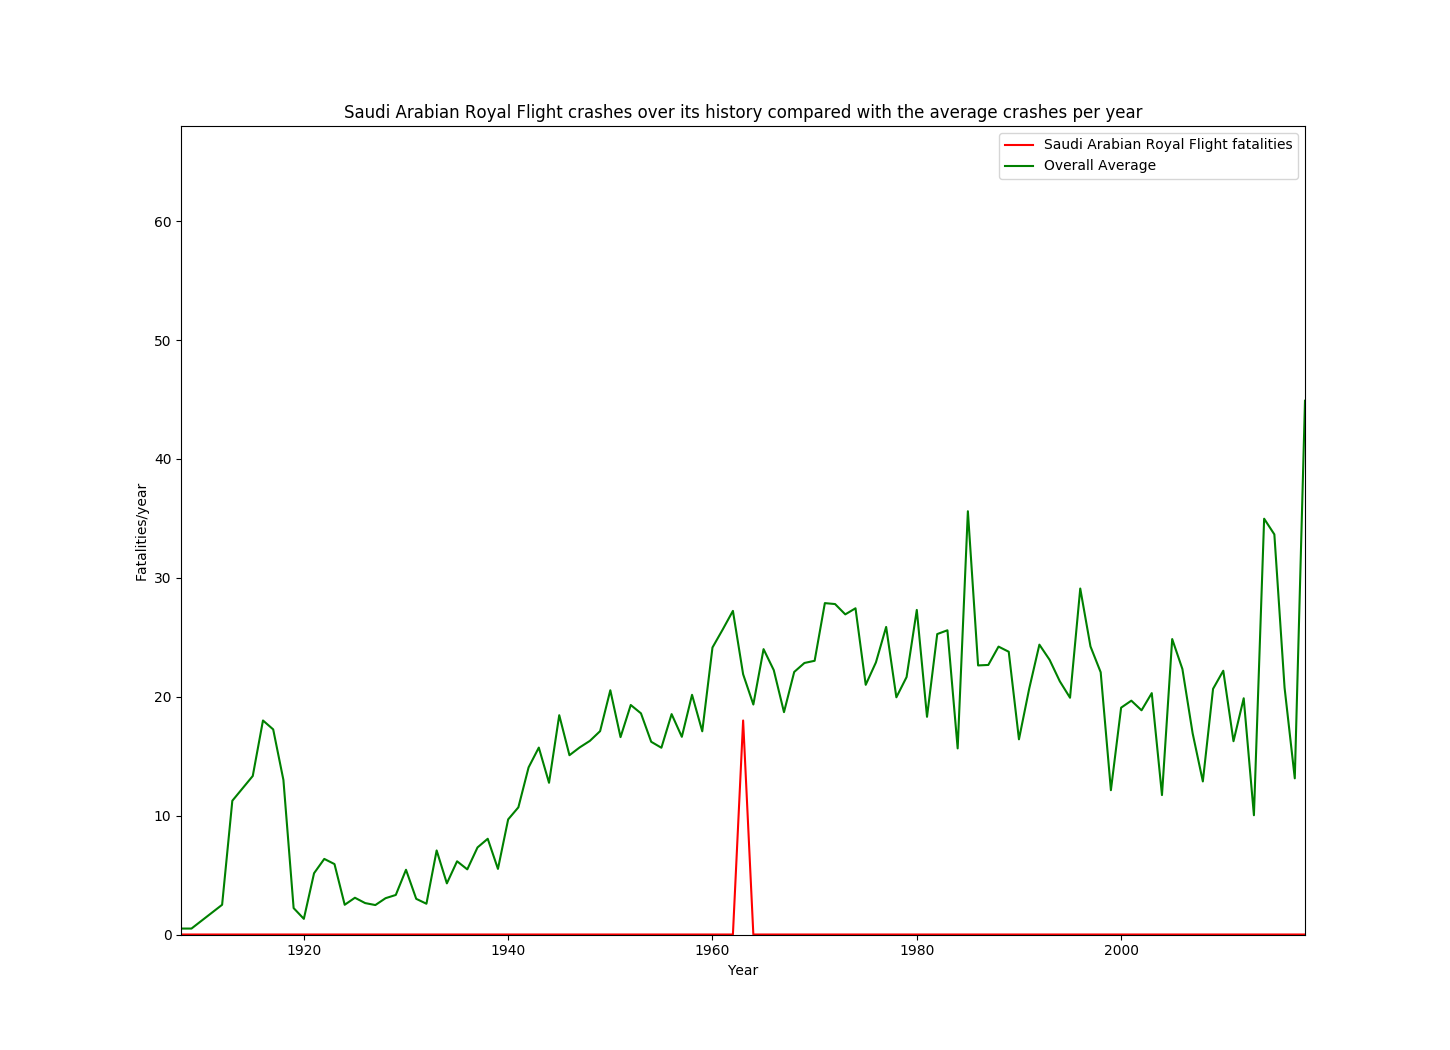 Saudi Arabian Royal Flight crashes over its history compared with the average crashes per year
Saudi Arabian Royal Flight fatalities
Overall Average
60
50
40
30
20
10
0
Fatalities/year
1920 1940 1960 1980 2000
Year